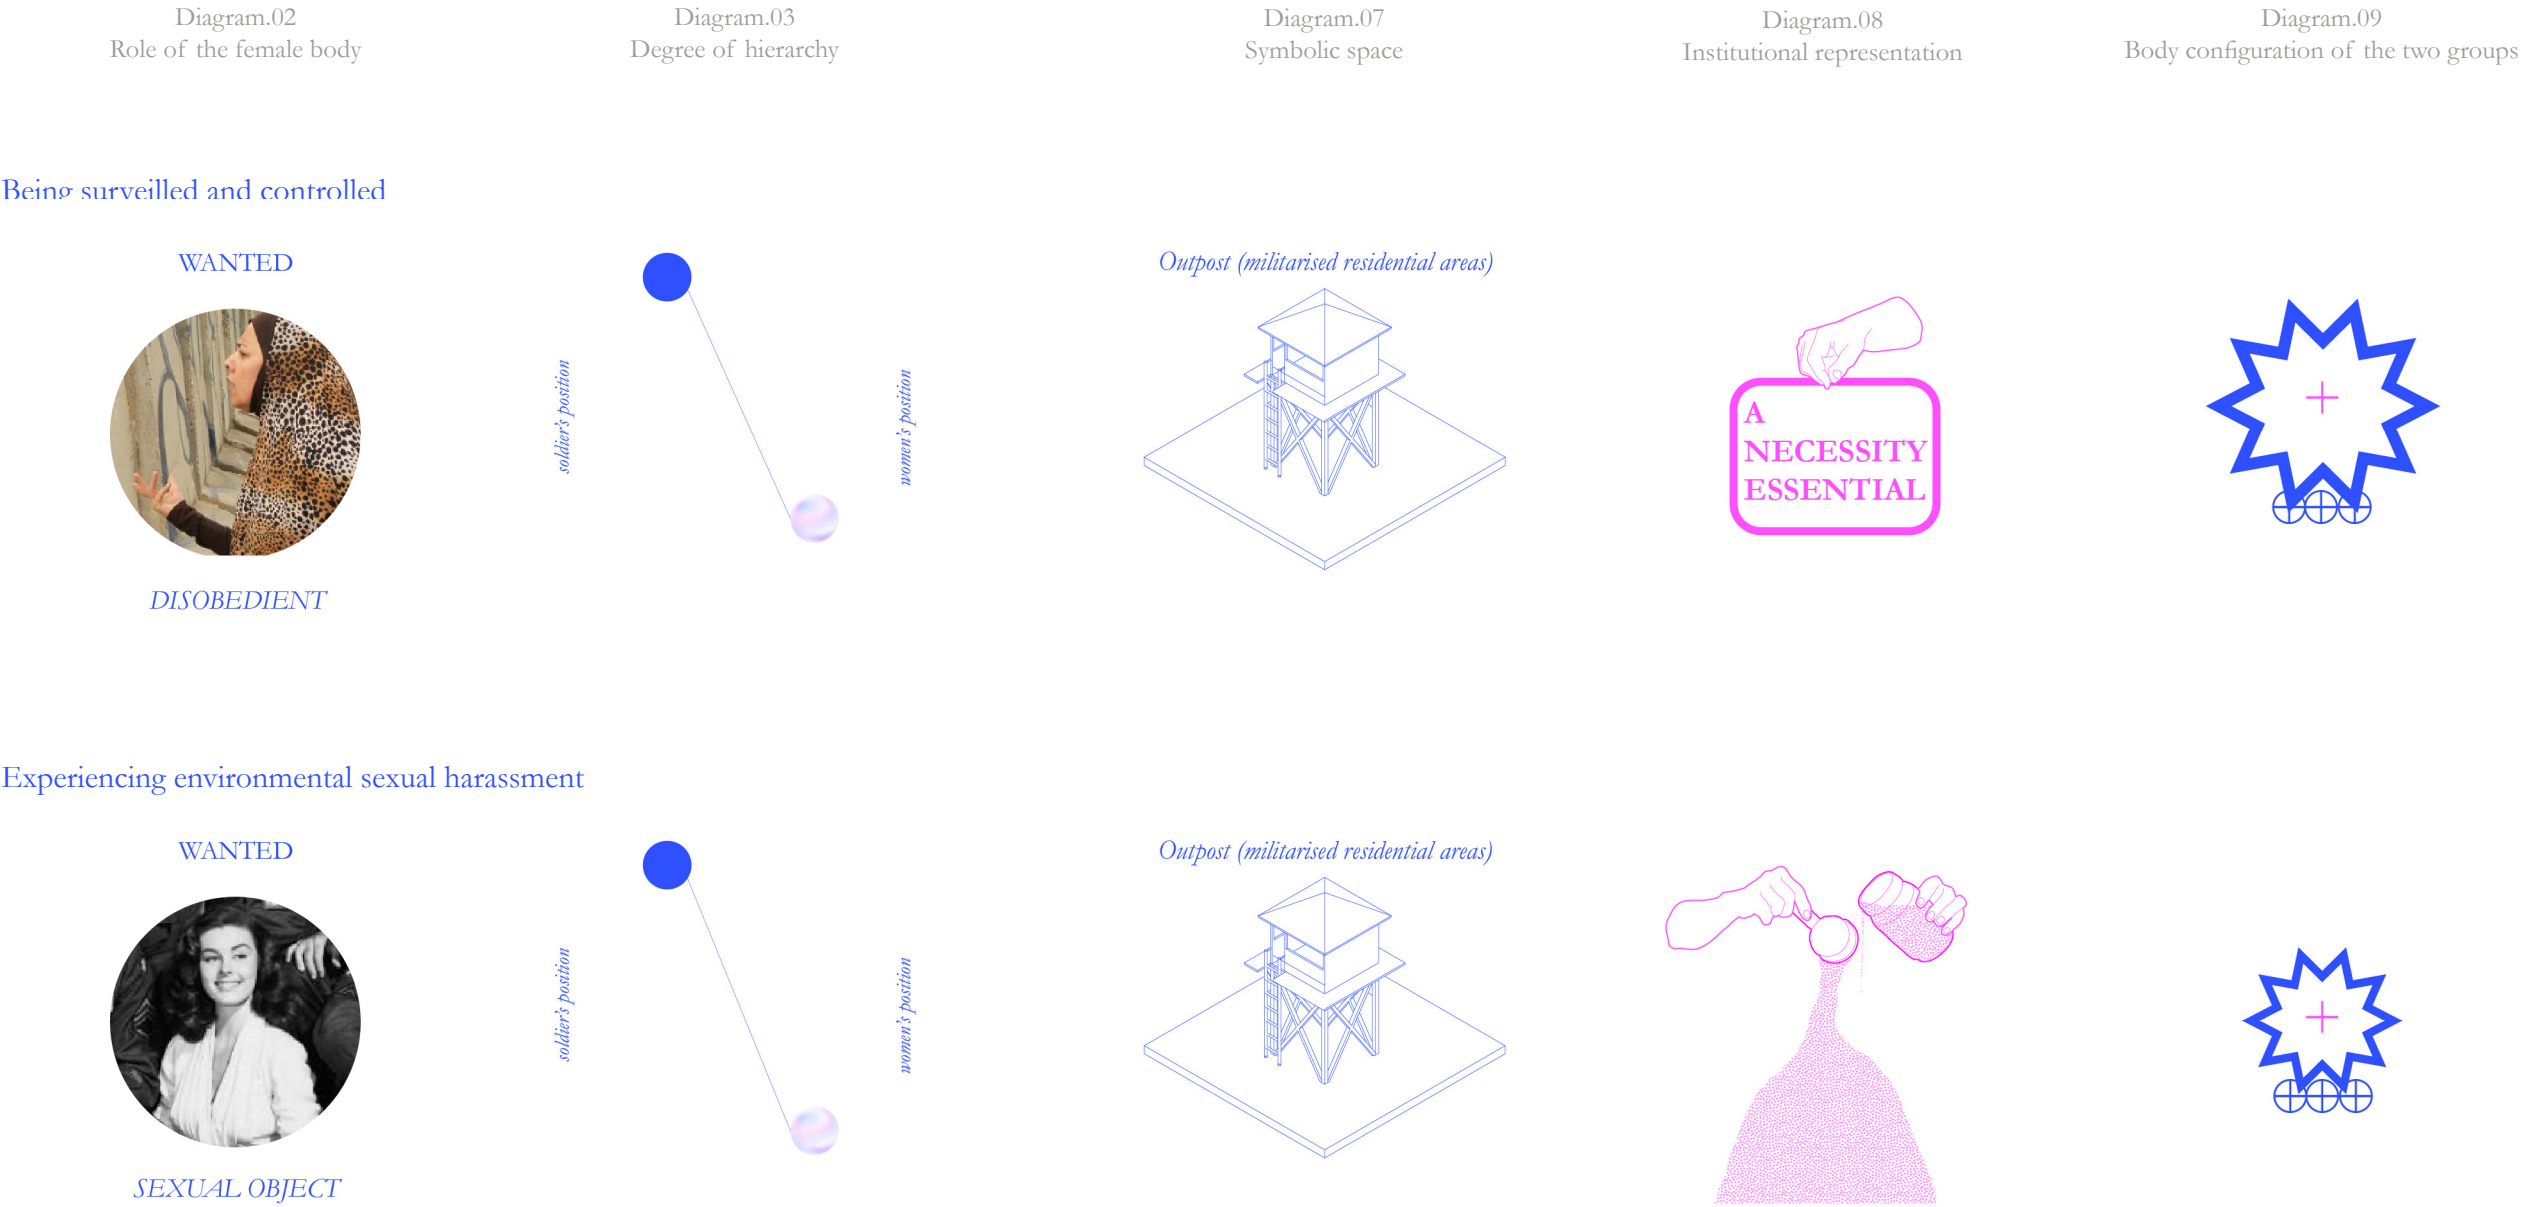 Diagram.02
Role of the female body
Diagram.03
Degree of hierarchy
Diagram.07
Symbolic space
Diagram.08
Institutional representation
Diagram.09
Body configuration of the two groups
Being surveilled and controlled
WANTED
DISOBEDIENT
soldier's position
women's position
Outpost (militarised residential areas)
A
NECESSITY
ESSENTIAL
Experiencing environmental sexual harassment
WANTED
SEXUAL OBJECT
soldier's position
women's position
Outpost (militarised residential areas)